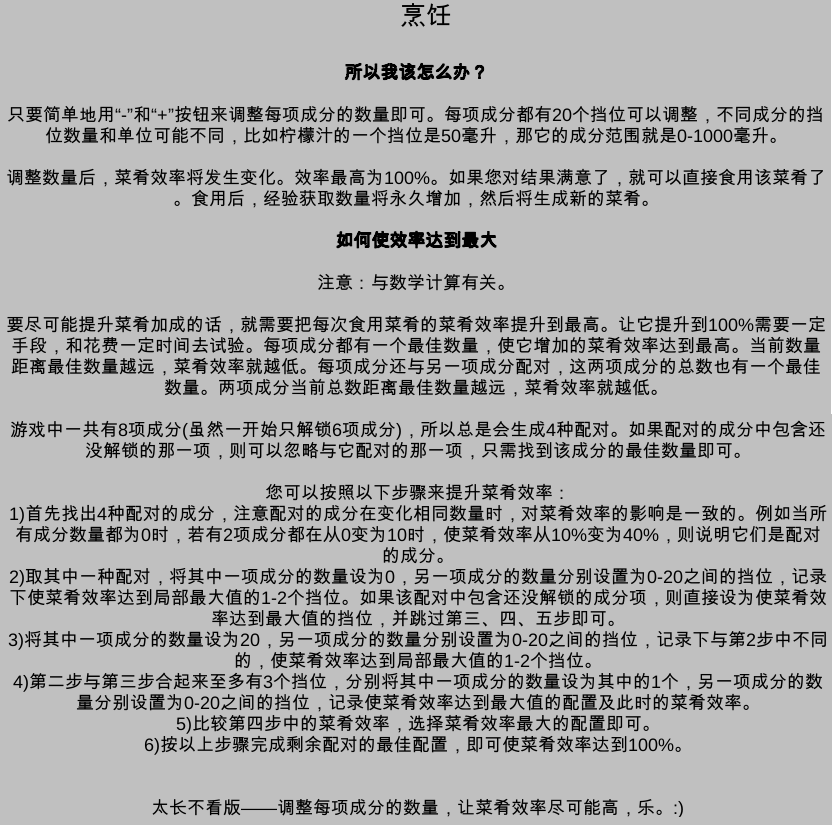 烹饪
所以我该怎么办？
只要简单地用“-”和“+”按钮来调整每项成分的数量即可。每项成分都有20个挡位可以调整，不同成分的挡
位数量和单位可能不同，比如柠檬汁的一个挡位是50毫升，那它的成分范围就是0-1000毫升。
调整数量后，菜肴效率将发生变化。效率最高为100%。如果您对结果满意了，就可以直接食用该菜肴了
。食用后，经验获取数量将永久增加，然后将生成新的菜肴。
如何使效率达到最大
注意：与数学计算有关。
要尽可能提升菜肴加成的话，就需要把每次食用菜肴的菜肴效率提升到最高。让它提升到100%需要一定
手段，和花费一定时间去试验。每项成分都有一个最佳数量，使它增加的菜肴效率达到最高。当前数量
距离最佳数量越远，菜肴效率就越低。每项成分还与另一项成分配对，这两项成分的总数也有一个最佳
数量。两项成分当前总数距离最佳数量越远，菜肴效率就越低。
游戏中一共有8项成分(虽然一开始只解锁6项成分)，所以总是会生成4种配对。如果配对的成分中包含还
没解锁的那一项，则可以忽略与它配对的那一项，只需找到该成分的最佳数量即可。
您可以按照以下步骤来提升菜肴效率：
1)首先找出4种配对的成分，注意配对的成分在变化相同数量时，对菜肴效率的影响是一致的。例如当所
有成分数量都为0时，若有2项成分都在从0变为10时，使菜肴效率从10%变为40%，则说明它们是配对
的成分。
2)取其中一种配对，将其中一项成分的数量设为0，另一项成分的数量分别设置为0-20之间的挡位，记录
下使菜肴效率达到局部最大值的1-2个挡位。如果该配对中包含还没解锁的成分项，则直接设为使菜肴效
率达到最大值的挡位，并跳过第三、四、五步即可。
3)将其中一项成分的数量设为20，另一项成分的数量分别设置为0-20之间的挡位，记录下与第2步中不同
的，使菜肴效率达到局部最大值的1-2个挡位。
4)第二步与第三步合起来至多有3个挡位，分别将其中一项成分的数量设为其中的1个，另一项成分的数
量分别设置为0-20之间的挡位，记录使菜肴效率达到最大值的配置及此时的菜肴效率。
5)比较第四步中的菜肴效率，选择菜肴效率最大的配置即可。
6)按以上步骤完成剩余配对的最佳配置，即可使菜肴效率达到100%。
太长不看版——调整每项成分的数量，让菜肴效率尽可能高，乐。:)